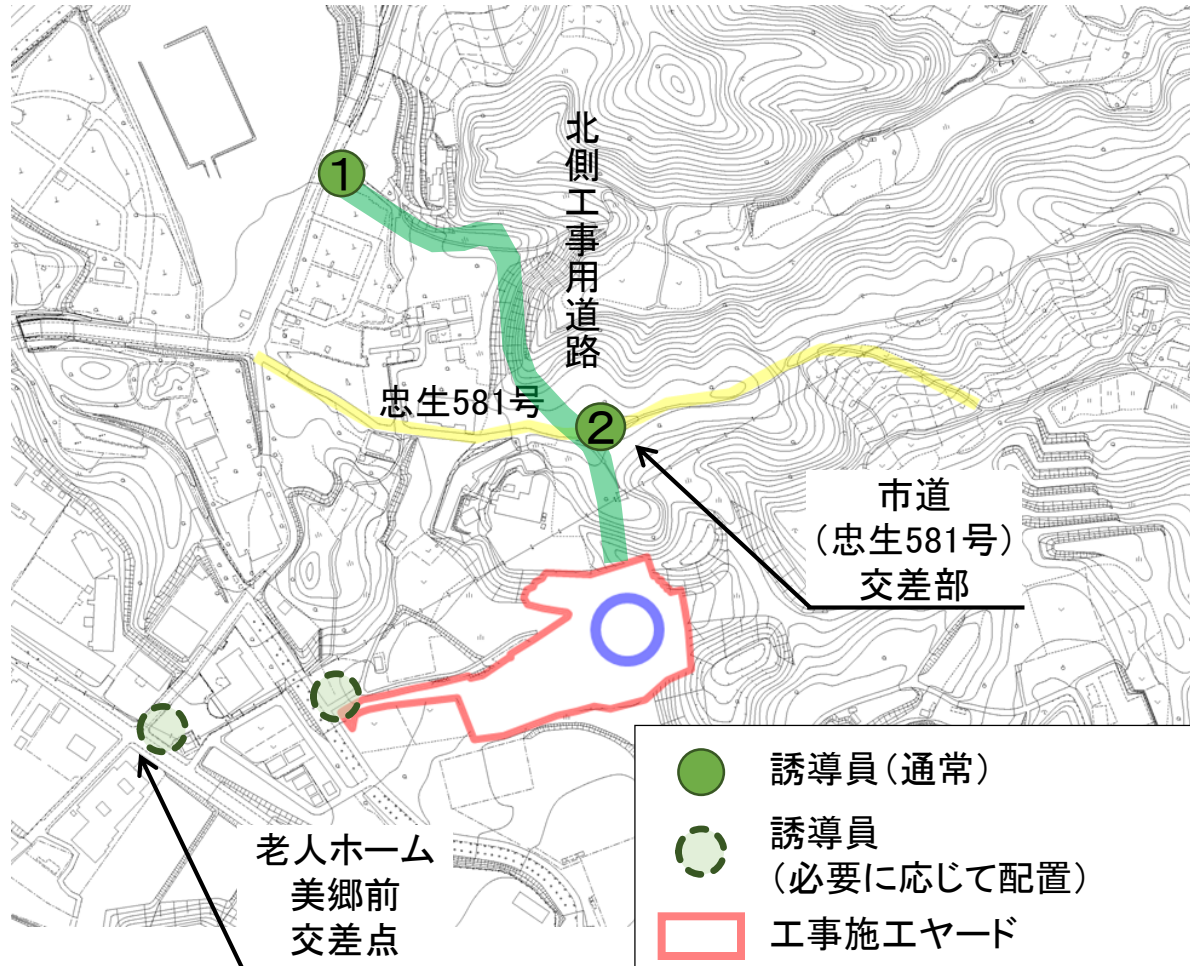 1
北側工事用道路
忠生581号
2
市道
（忠生581号）
交差部
老人ホーム
美郷前
交差点
誘導員（通常）
誘導員
（必要に応じて配置）
工事施工ヤード